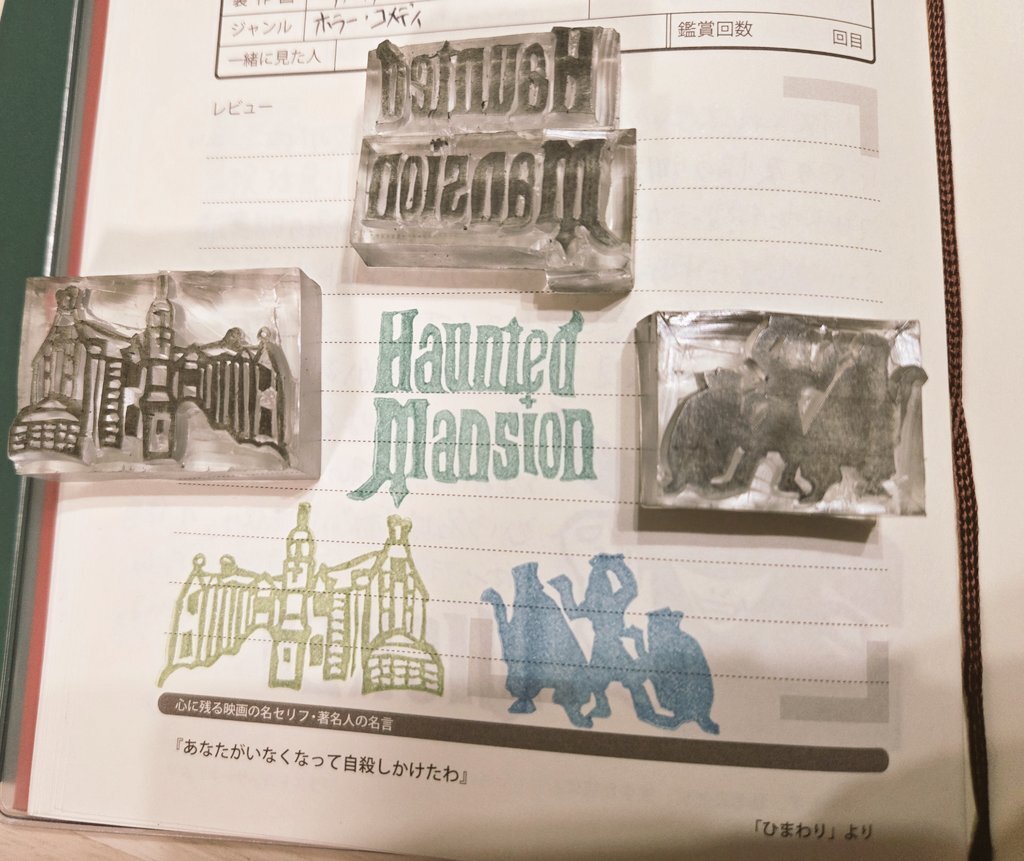 ジャンル ホラー・コメディ 鑑賞回数 回目
一緒に見た人
レビュー
Haunted
Mansion
Haunted
Mansion
心に残る映画の名セリフ・著名人の名言
『あなたがいなくなって自殺しかけたわ』
「ひまわり」より